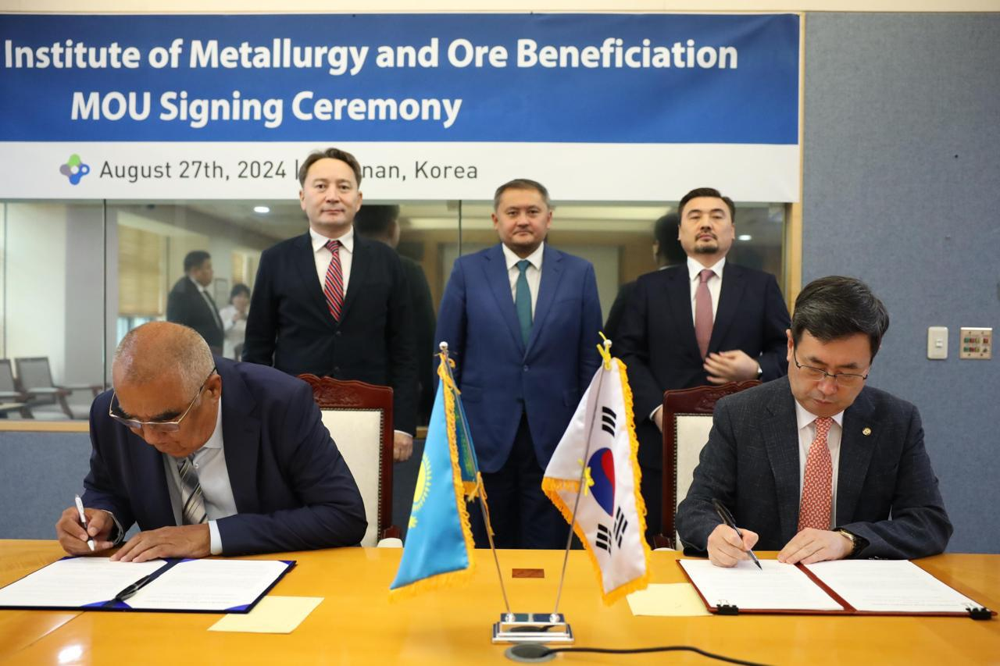 Institute of Metallurgy and Ore Beneficiation
MOU Signing Ceremony
August 27th, 2024 | nan, Korea